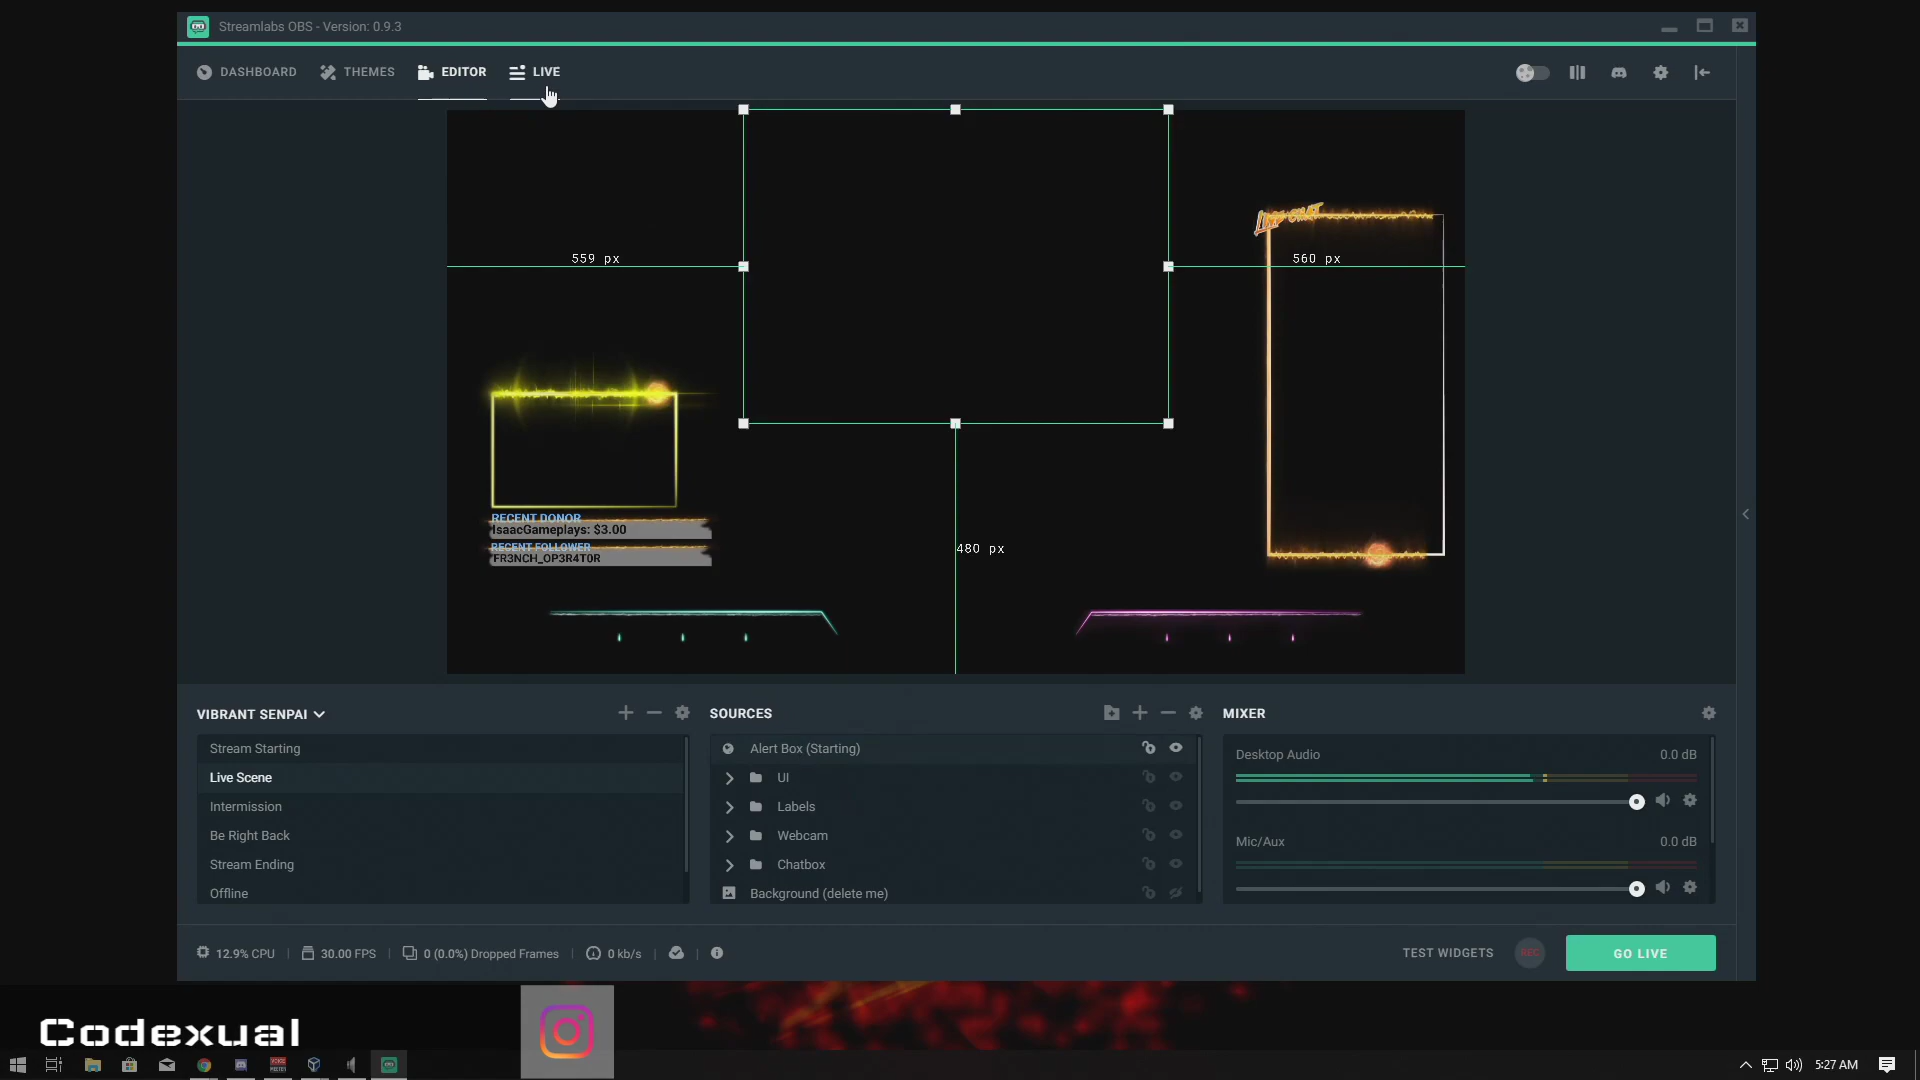 Streamlabs OBS - Version: 0.9.3
DASHBOARD
THEMES
EDITOR
LIVE
LIVE CHAT
559 px
560 px
480 px
RECENT DONOR
IsaacGameplays: $3.00
RECENT FOLLOWER
FR3NCH_OP3R4T0R
VIBRANT SENPAI
Stream Starting
Live Scene
Intermission
Be Right Back
Stream Ending
Offline
SOURCES
Alert Box (Starting)
UI
Labels
Webcam
Chatbox
Background (delete me)
MIXER
Desktop Audio 0.0 dB
Mic/Aux 0.0 dB
12.9% CPU
30.00 FPS
0 (0.0%) Dropped Frames
0 kb/s
TEST WIDGETS
REC
GO LIVE
Codexual
5:27 AM